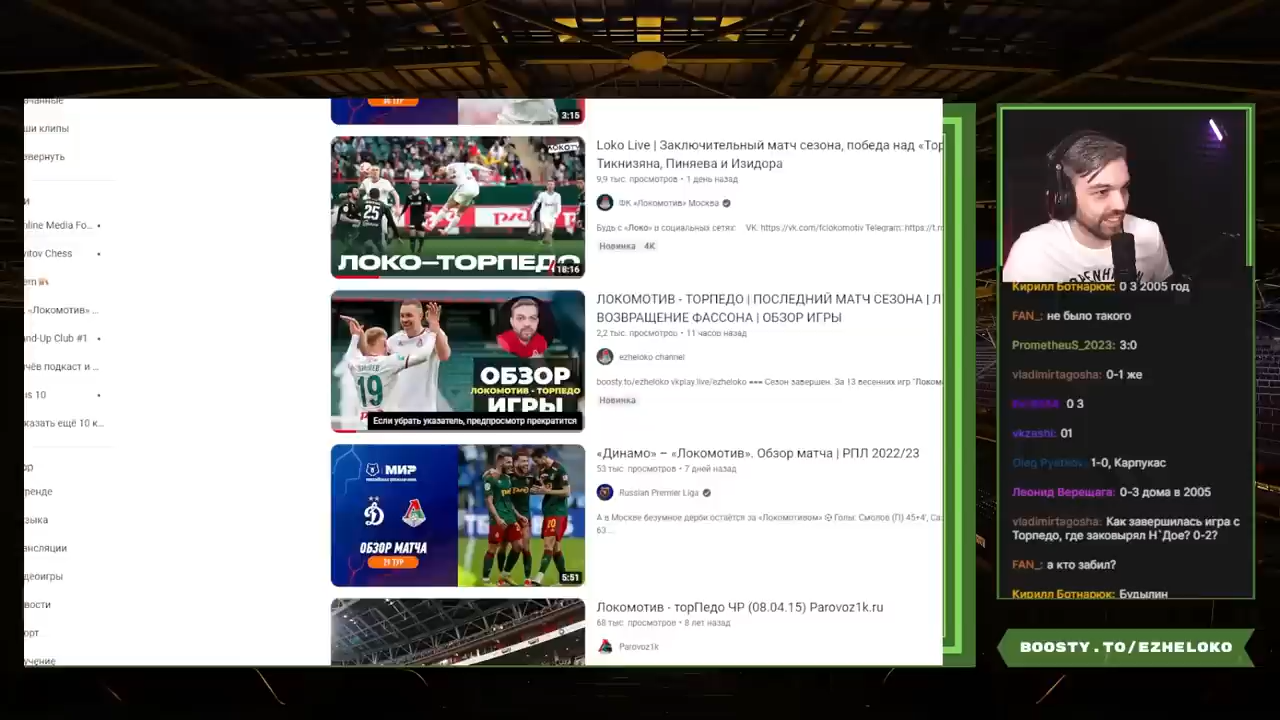 ши клипы
вернуть
nline Media Fo...
itov Chess
«Локомотив» ...
and-Up Club #1
чёв подкаст и ...
is 10
казать ещё 10 к...
ор
ренде
зыка
ансляции
деоигры
вости
орт
учение
3:15
ЛОКО–ТОРПЕДО
25
18:16
Loko Live | Заключительный матч сезона, победа над «Тор
Тикнизяна, Пиняева и Изидора
9,9 тыс. просмотров • 1 день назад
ФК «Локомотив» Москва
Будь с «Локо» в социальных сетях: VK: https://vk.com/fclokomotiv Telegram: https://t.m
Новинка 4K
19
ОБЗОР
ЛОКОМОТИВ - ТОРПЕДО
ИГРЫ
Если убрать указатель, предпросмотр прекратится
ЛОКОМОТИВ - ТОРПЕДО | ПОСЛЕДНИЙ МАТЧ СЕЗОНА | Л
ВОЗВРАЩЕНИЕ ФАССОНА | ОБЗОР ИГРЫ
2,2 тыс. просмотров • 11 часов назад
ezheloko channel
boosty.to/ezheloko vkplay.live/ezheloko === Сезон завершен. За 13 весенних игр "Локом
Новинка
МИР
ОБЗОР МАТЧА
29 ТУР
5:51
«Динамо» – «Локомотив». Обзор матча | РПЛ 2022/23
53 тыс. просмотров • 7 дней назад
Russian Premier Liga
А в Москве безумное дерби остаётся за «Локомотивом» Голы: Смолов (П) 45+4', Са
63 ...
Локомотив - торПедо ЧР (08.04.15) Parovoz1k.ru
68 тыс. просмотров • 8 лет назад
Parovoz1k
Кирилл Ботнарюк: 0 3 2005 год
FAN_: не было такого
PrometheuS_2023: 3:0
vladimirtagosha: 0-1 же
0 3
vkzashi: 01
1-0, Карпукас
Леонид Верещага: 0-3 дома в 2005
vladimirtagosha: Как завершилась игра с
Торпедо, где заковырял Н`Дое? 0-2?
FAN_: а кто забил?
Кирилл Ботнарюк: Будылин
BOOSTY.TO/EZHELOKO